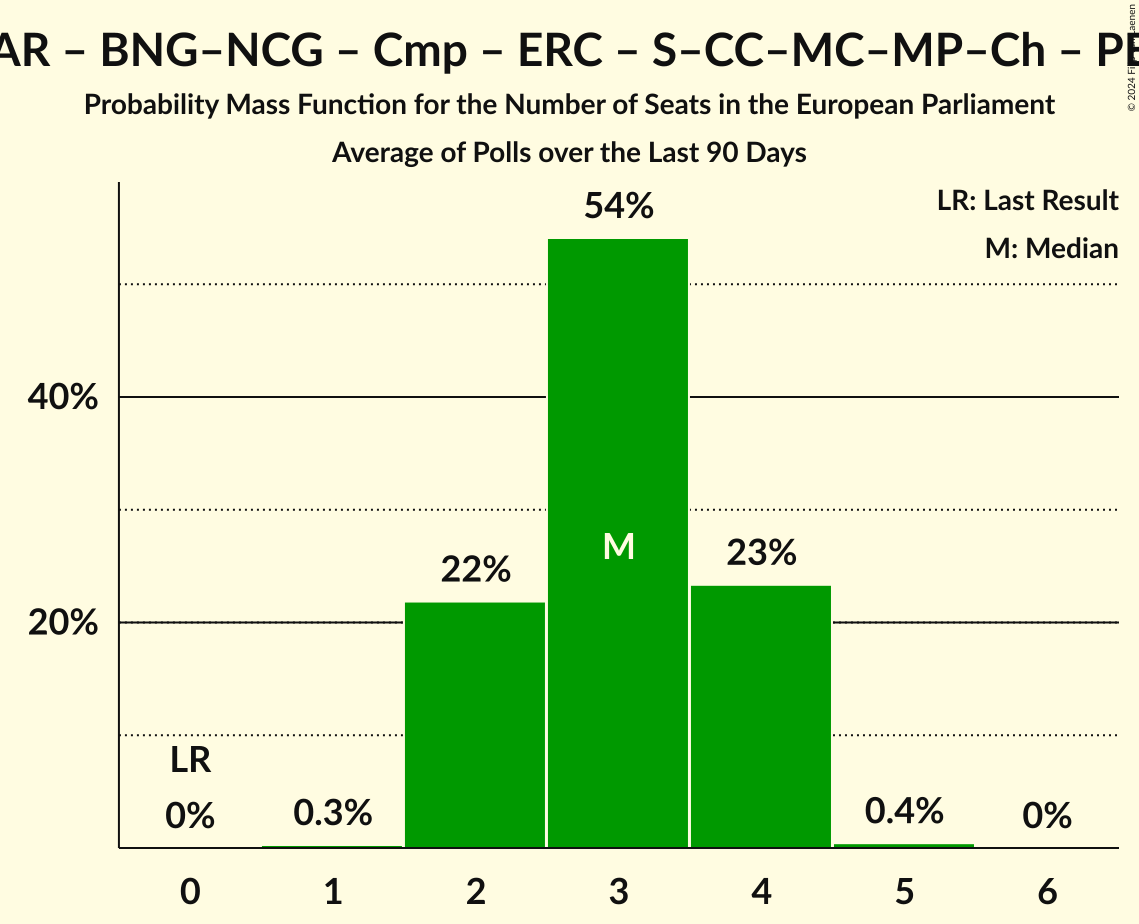 AR – BNG–NCG – Cmp – ERC – S–CC–MC–MP–Ch –
Probability Mass Function for the Number of Seats in the European Parliament
Average of Polls over the Last 90 Days
© 2024
LR: Last Result
M: Median
54%
40%
M
23%
22%
20%
LR
0%
0.3%
0.4%
0%
0 1 2 3 4 5 6